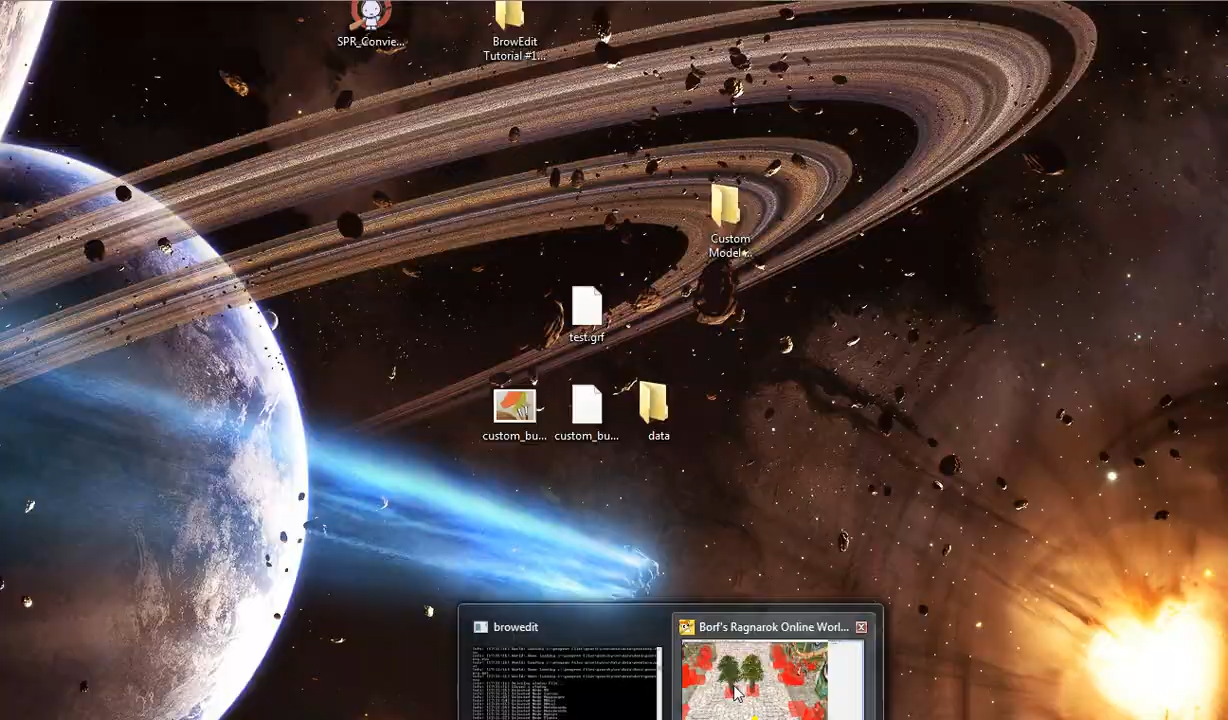 SPR_Convie...
BrowEdit
Tutorial #1...
Custom
Model ...
test.grf
custom_bu...
custom_bu...
data
browedit
Borf's Ragnarok Online Worl...